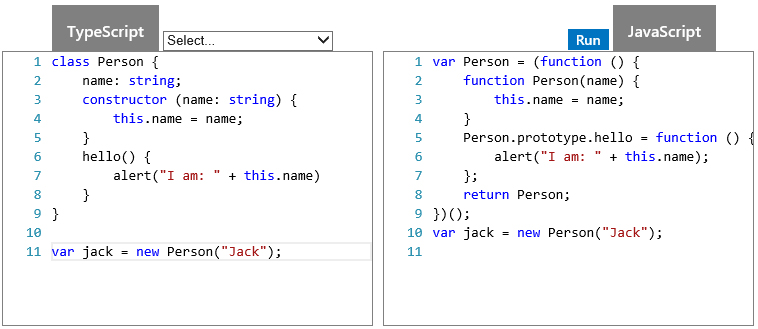 TypeScript
Select...
1 class Person {
2     name: string;
3     constructor (name: string) {
4         this.name = name;
5     }
6     hello() {
7         alert("I am: " + this.name)
8     }
9 }
10
11 var jack = new Person("Jack");
Run
JavaScript
1 var Person = (function () {
2     function Person(name) {
3         this.name = name;
4     }
5     Person.prototype.hello = function () {
6         alert("I am: " + this.name);
7     };
8     return Person;
9 })();
10 var jack = new Person("Jack");
11